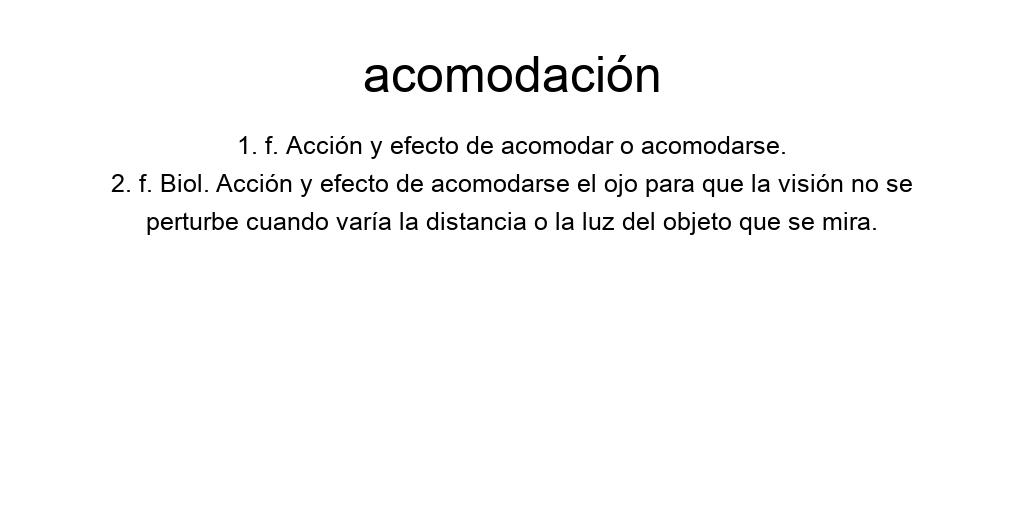 acomodación
1. f. Acción y efecto de acomodar o acomodarse.
2. f. Biol. Acción y efecto de acomodarse el ojo para que la visión no se
perturbe cuando varía la distancia o la luz del objeto que se mira.